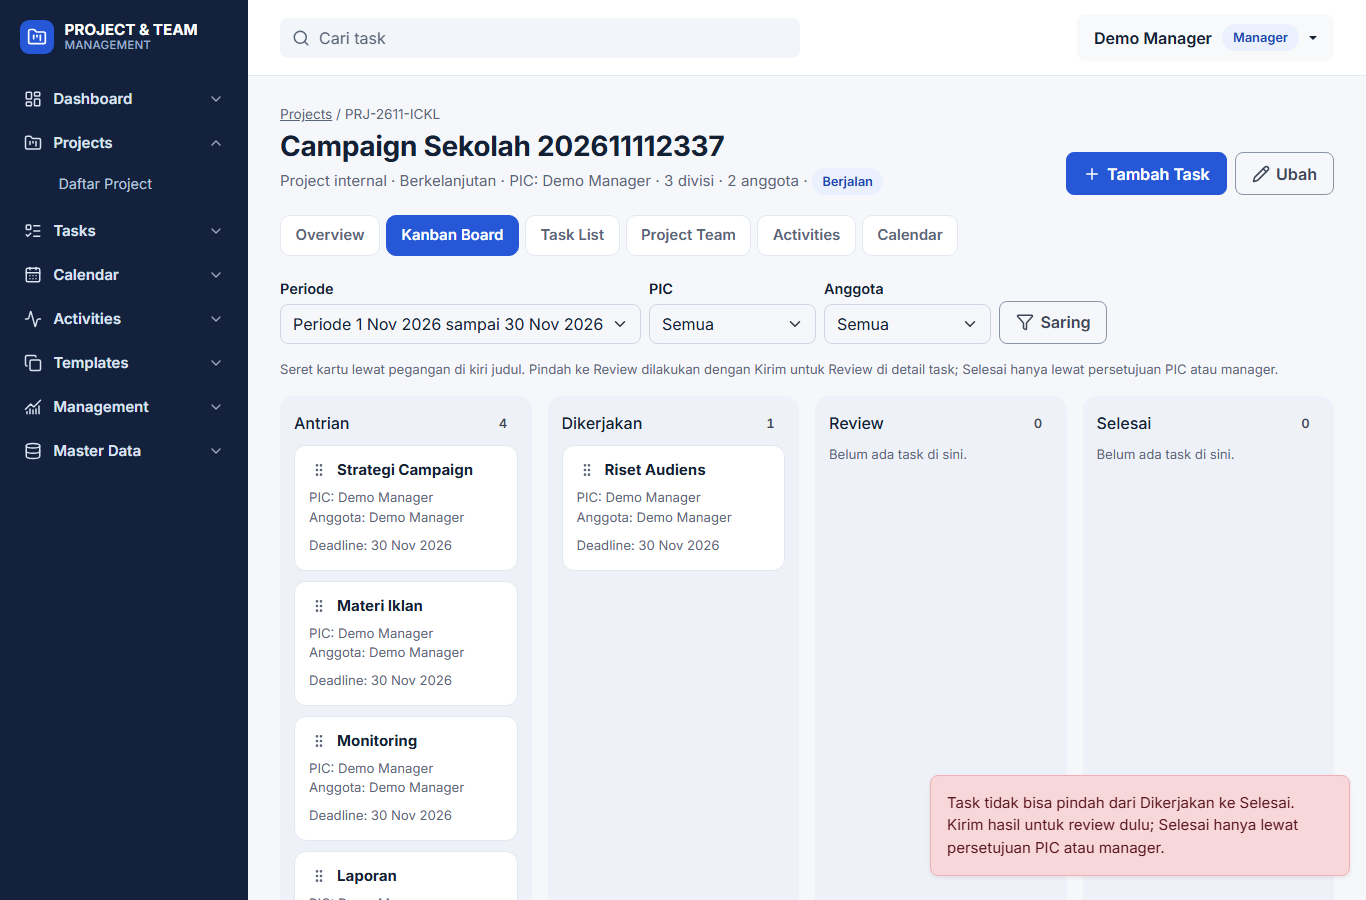 PROJECT & TEAM
MANAGEMENT
Dashboard
Projects
Daftar Project
Tasks
Calendar
Activities
Templates
Management
Master Data
Cari task
Demo Manager
Manager
Projects / PRJ-2611-ICKL
Campaign Sekolah 202611112337
Project internal · Berkelanjutan · PIC: Demo Manager · 3 divisi · 2 anggota · Berjalan
Tambah Task
Ubah
Overview
Kanban Board
Task List
Project Team
Activities
Calendar
Periode
Periode 1 Nov 2026 sampai 30 Nov 2026
PIC
Semua
Anggota
Semua
Saring
Seret kartu lewat pegangan di kiri judul. Pindah ke Review dilakukan dengan Kirim untuk Review di detail task; Selesai hanya lewat persetujuan PIC atau manager.
Antrian 4
Strategi Campaign
PIC: Demo Manager
Anggota: Demo Manager
Deadline: 30 Nov 2026
Materi Iklan
PIC: Demo Manager
Anggota: Demo Manager
Deadline: 30 Nov 2026
Monitoring
PIC: Demo Manager
Anggota: Demo Manager
Deadline: 30 Nov 2026
Laporan
Dikerjakan 1
Riset Audiens
PIC: Demo Manager
Anggota: Demo Manager
Deadline: 30 Nov 2026
Review 0
Belum ada task di sini.
Selesai 0
Belum ada task di sini.
Task tidak bisa pindah dari Dikerjakan ke Selesai.
Kirim hasil untuk review dulu; Selesai hanya lewat
persetujuan PIC atau manager.